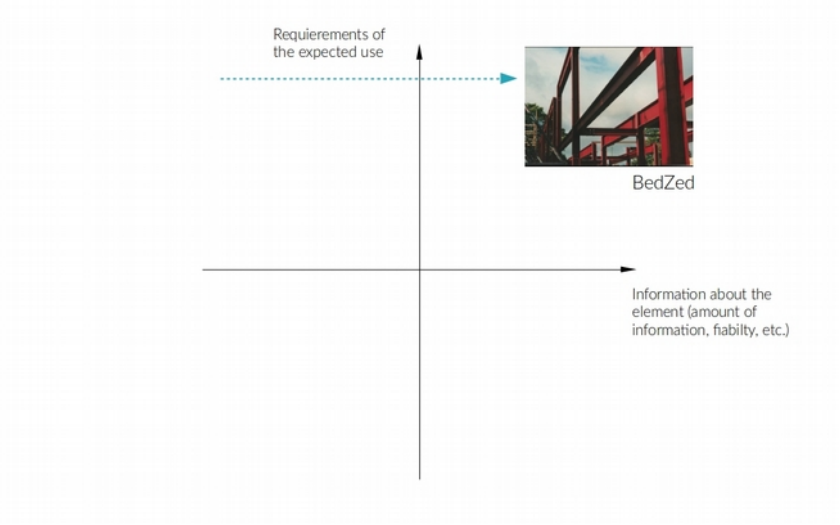 Requierements of
the expected use
BedZed
Information about the
element (amount of
information, fiabilty, etc.)